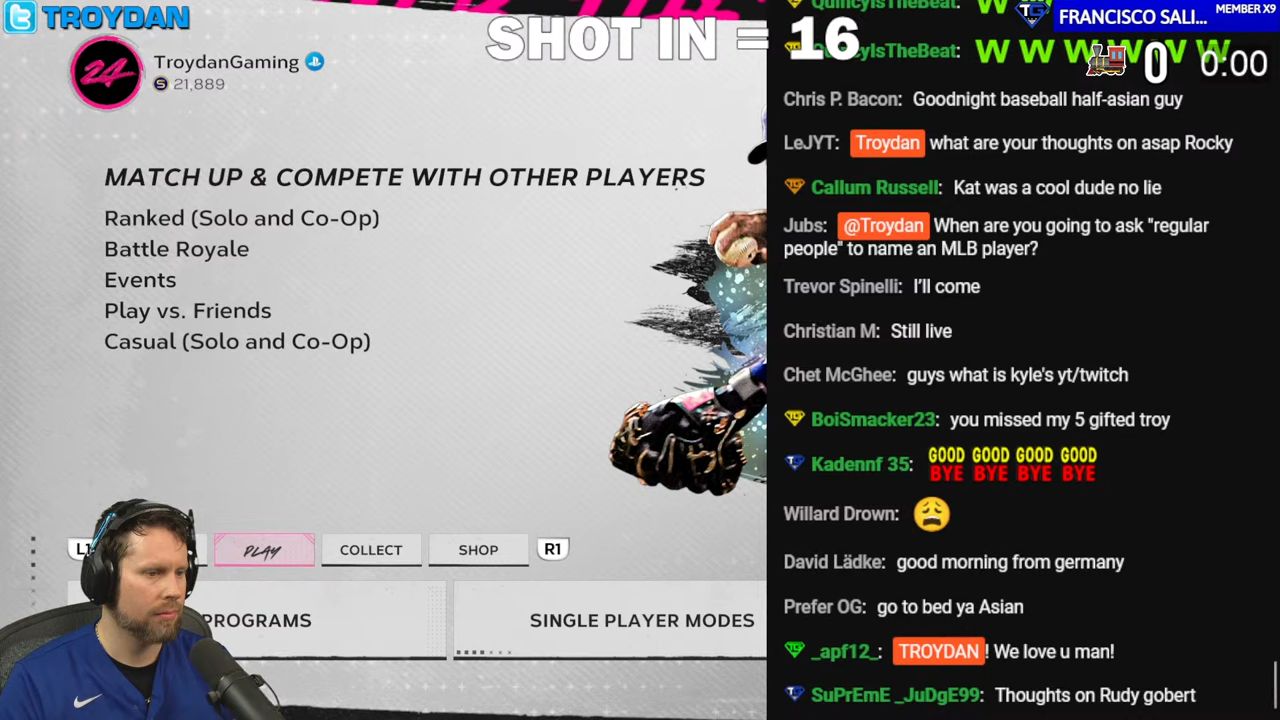 TROYDAN
SHOT IN = 16
24
TroydanGaming
S 21,889
MATCH UP & COMPETE WITH OTHER PLAYERS
Ranked (Solo and Co-Op)
Battle Royale
Events
Play vs. Friends
Casual (Solo and Co-Op)
PLAY
COLLECT
SHOP
R1
PROGRAMS
SINGLE PLAYER MODES
QuincyIsTheBeat: W
TG FRANCISCO SALI... MEMBER X9
QuincyIsTheBeat: W W W W W W
0 0:00
Chris P. Bacon: Goodnight baseball half-asian guy
LeJYT: Troydan what are your thoughts on asap Rocky
Callum Russell: Kat was a cool dude no lie
Jubs: @Troydan When are you going to ask "regular
people" to name an MLB player?
Trevor Spinelli: I’ll come
Christian M: Still live
Chet McGhee: guys what is kyle's yt/twitch
BoiSmacker23: you missed my 5 gifted troy
Kadennf 35: GOOD BYE GOOD BYE GOOD BYE GOOD BYE
Willard Drown:
David Lädke: good morning from germany
Prefer OG: go to bed ya Asian
_apf12_: TROYDAN ! We love u man!
SuPrEmE _JuDgE99: Thoughts on Rudy gobert